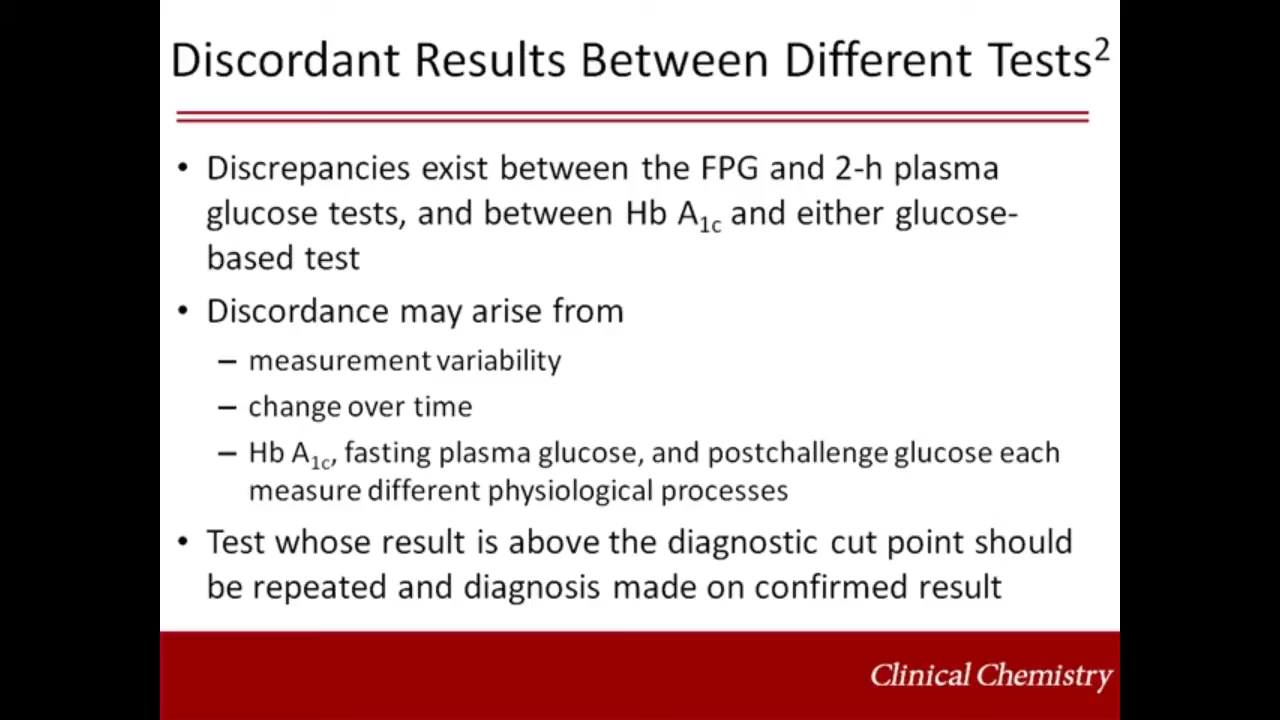 Discordant Results Between Different Tests²
• Discrepancies exist between the FPG and 2-h plasma
glucose tests, and between Hb A1c and either glucose-
based test
• Discordance may arise from
– measurement variability
– change over time
– Hb A1c, fasting plasma glucose, and postchallenge glucose each
measure different physiological processes
• Test whose result is above the diagnostic cut point should
be repeated and diagnosis made on confirmed result
Clinical Chemistry